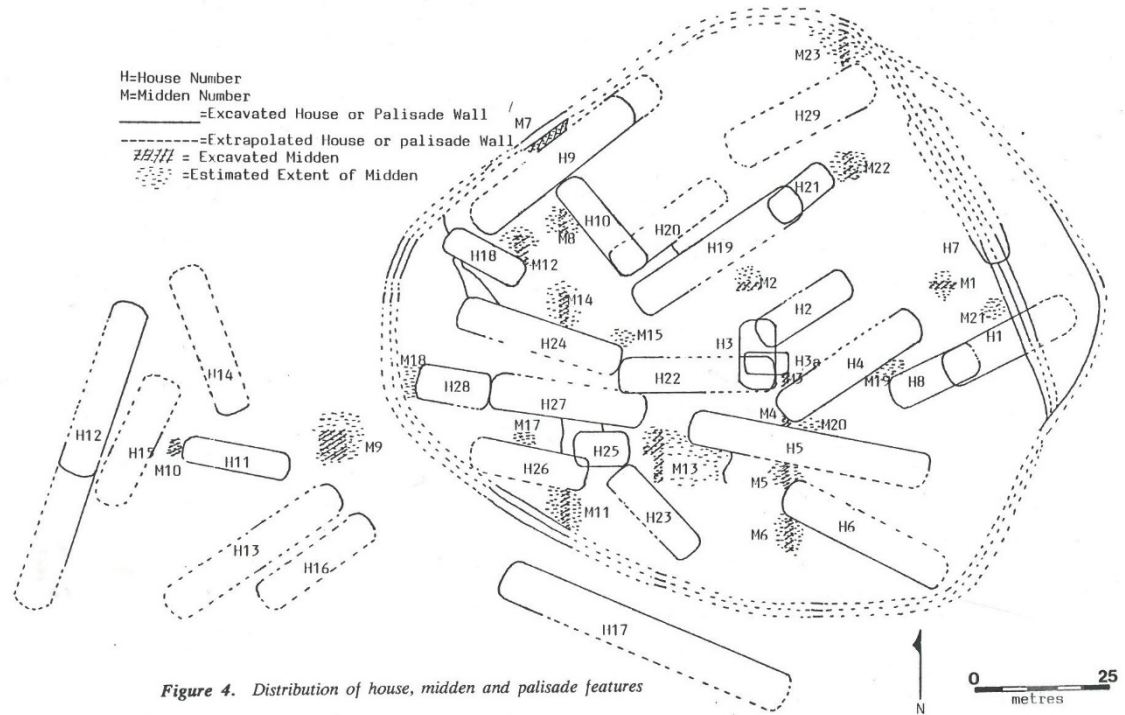 H=House Number
M=Midden Number
=Excavated House or Palisade Wall
=Extrapolated House or palisade Wall
= Excavated Midden
=Estimated Extent of Midden
M23
H29
M7
H9
M22
H21
H10
H20
H19
M8
H18
M12
H7
M1
M2
M21
M14
H2
H1
H14
M15
H3
H24
H3a
H4
M18
M3
M19
H8
H28
H22
H27
M4
M20
H12
M17
H15
M9
H25
H5
M10
H11
H26
M13
M5
M11
H23
H6
M6
H13
H16
H17
N
0 25
metres
Figure 4. Distribution of house, midden and palisade features